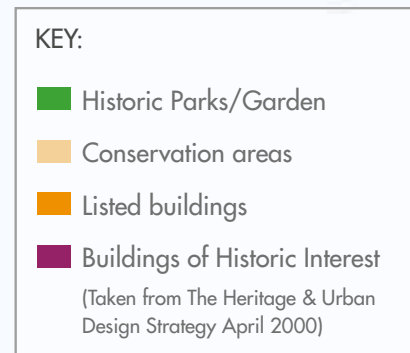 KEY:
Historic Parks/Garden
Conservation areas
Listed buildings
Buildings of Historic Interest
(Taken from The Heritage & Urban
Design Strategy April 2000)